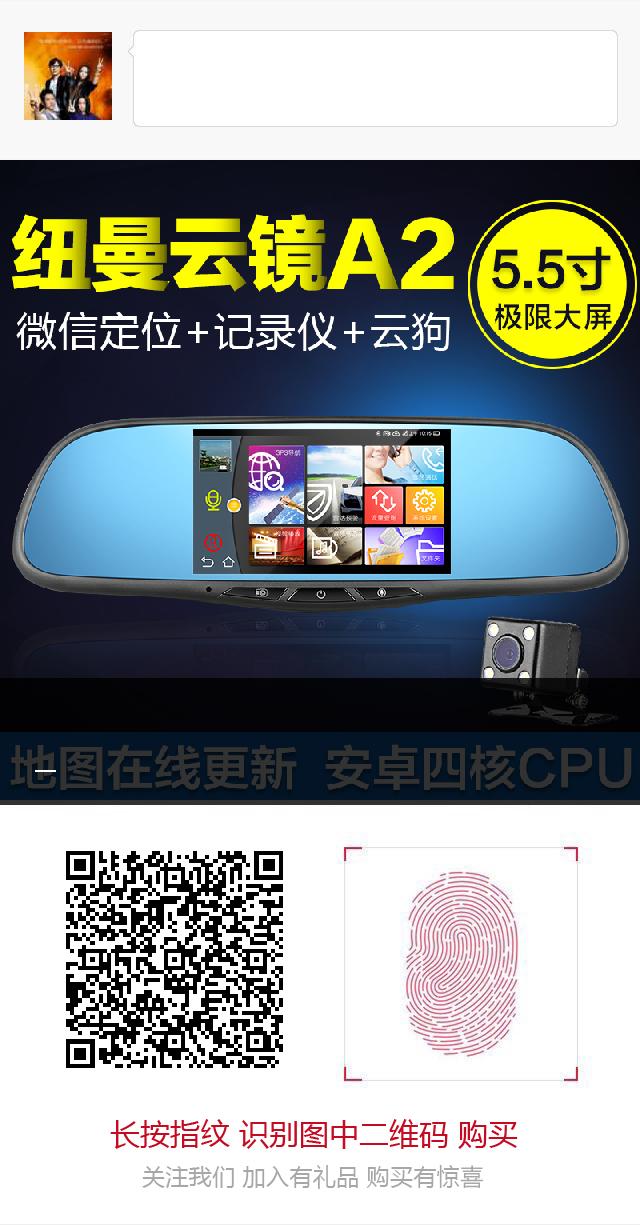 纽曼云镜A2
5.5寸
极限大屏
微信定位+记录仪+云狗
文件夹
地图在线更新 安卓四核CPU
长按指纹 识别图中二维码 购买
关注我们 加入有礼品 购买有惊喜